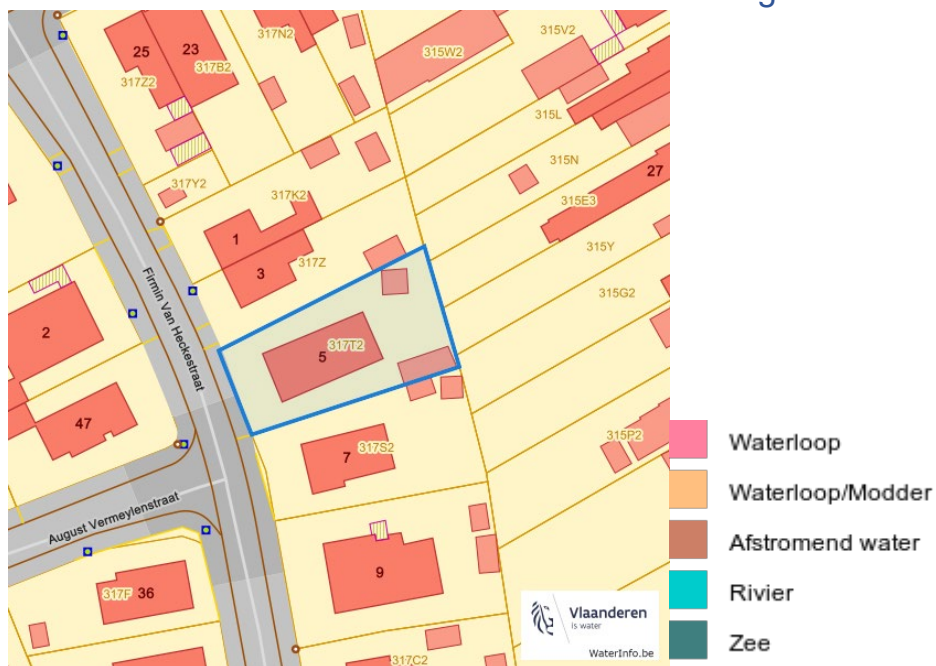 g
317N2
25
23
317Z2
317B2
315W2
315V2
315L
315N
27
317Y2
317K2
315E3
1
3
317Z
315Y
315G2
Firmin Van Heckestraat
2
5
317T2
47
7
317S2
315P2
August Vermeylenstraat
9
317F
36
317C2
Vlaanderen
is water
WaterInfo.be
Waterloop
Waterloop/Modder
Afstromend water
Rivier
Zee